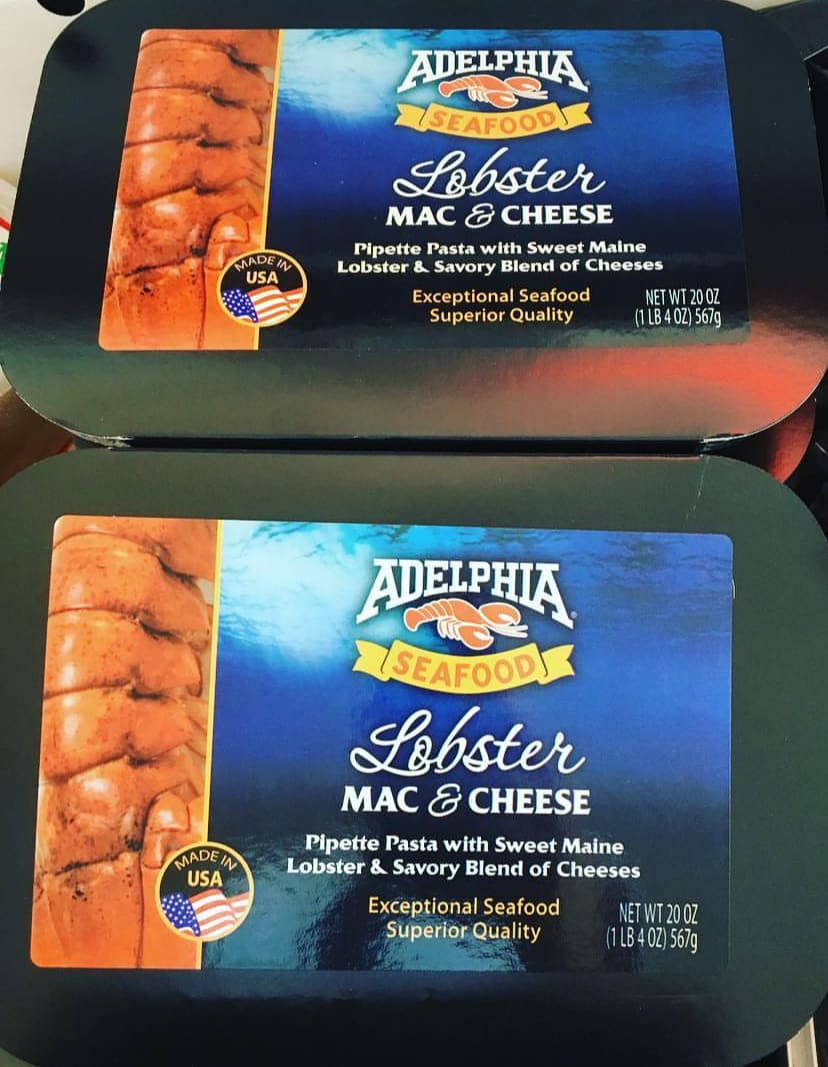 ADELPHIA®
SEAFOOD
Lobster
MAC & CHEESE
Pipette Pasta with Sweet Maine
Lobster & Savory Blend of Cheeses
MADE IN
USA
Exceptional Seafood
Superior Quality
NET WT 20 OZ
(1 LB 4 OZ) 567g
ADELPHIA®
SEAFOOD
Lobster
MAC & CHEESE
Pipette Pasta with Sweet Maine
Lobster & Savory Blend of Cheeses
MADE IN
USA
Exceptional Seafood
Superior Quality
NET WT 20 OZ
(1 LB 4 OZ) 567g